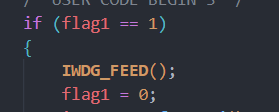 /* USER CODE BEGIN 3 */
if (flag1 == 1)
{
IWDG_FEED();
flag1 = 0;